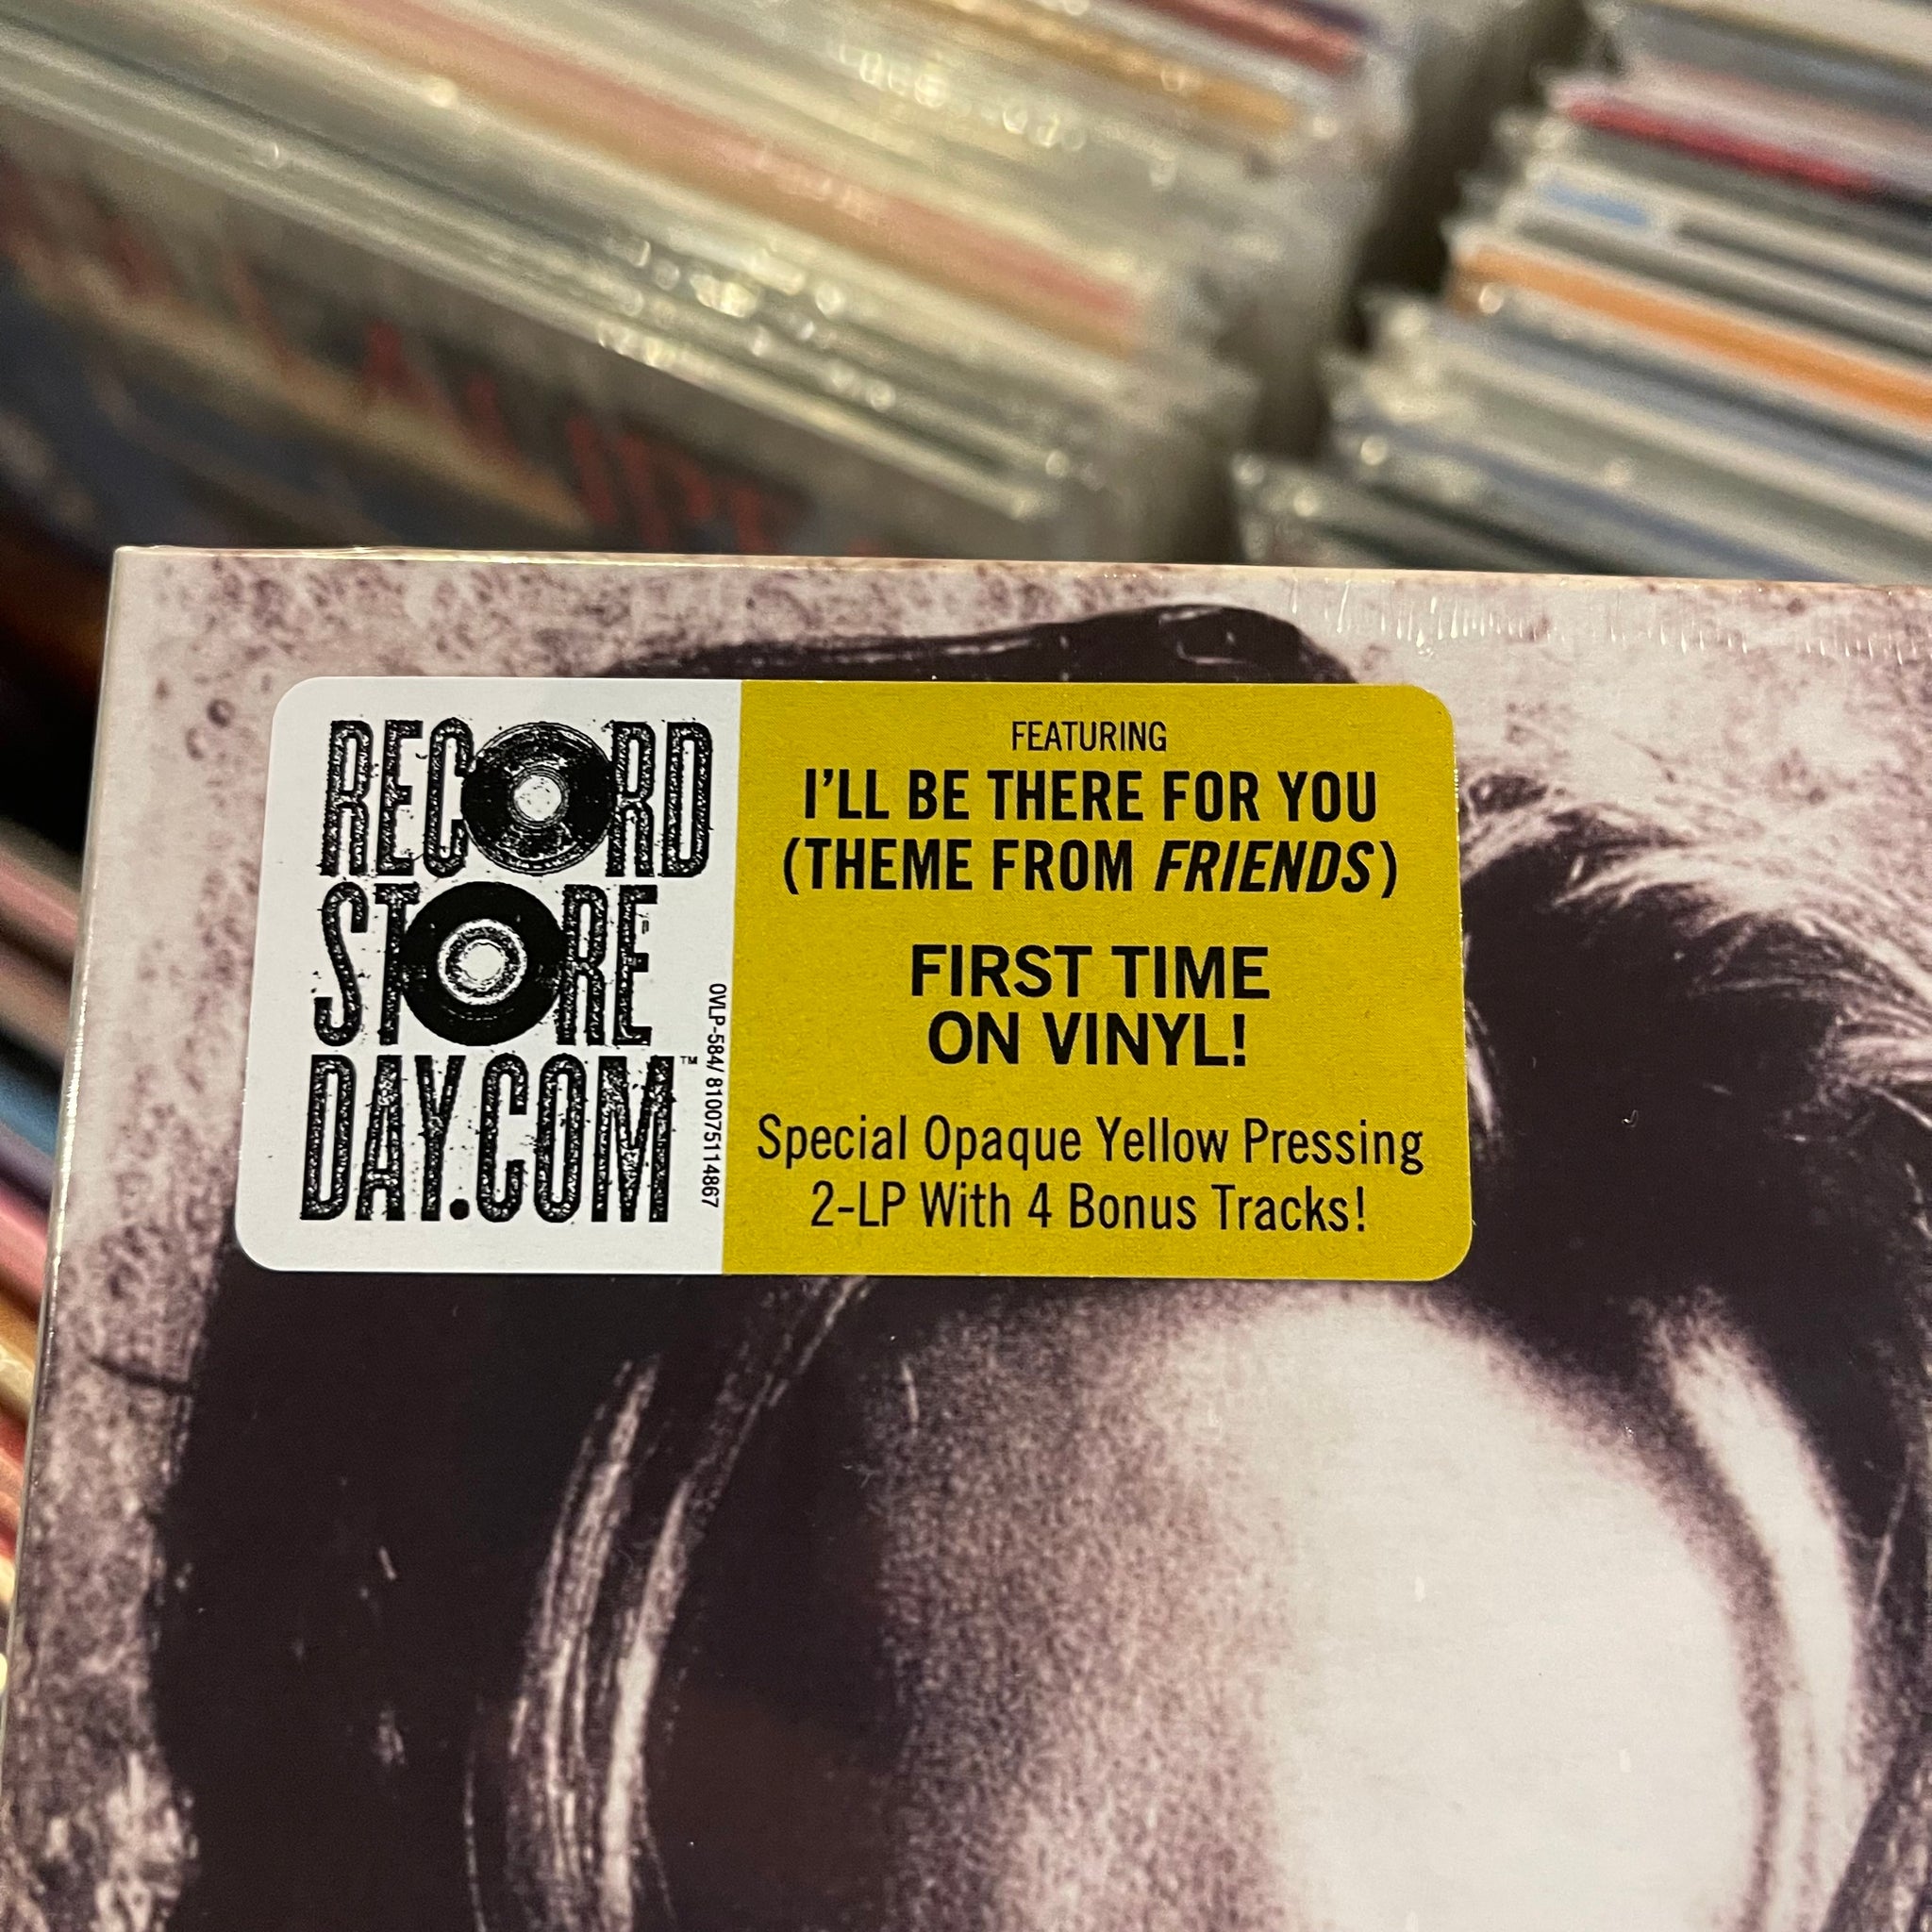 RECORD
STORE
DAY.COM™
OVLP-584/ 810075114867
FEATURING
I'LL BE THERE FOR YOU
(THEME FROM FRIENDS)
FIRST TIME
ON VINYL!
Special Opaque Yellow Pressing
2-LP With 4 Bonus Tracks!